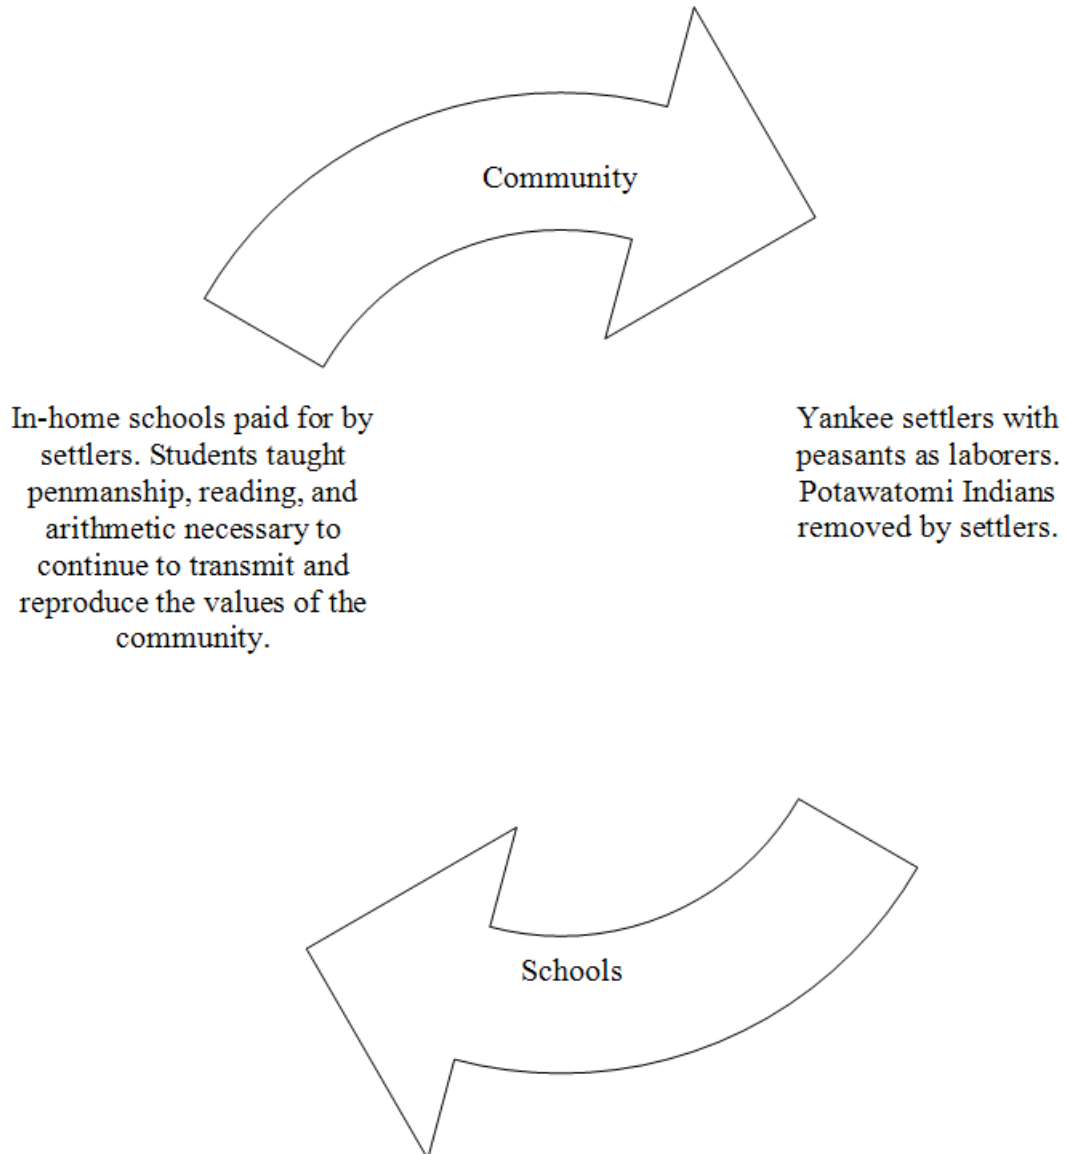 Community
In-home schools paid for by
settlers. Students taught
penmanship, reading, and
arithmetic necessary to
continue to transmit and
reproduce the values of the
community.
Yankee settlers with
peasants as laborers.
Potawatomi Indians
removed by settlers.
Schools